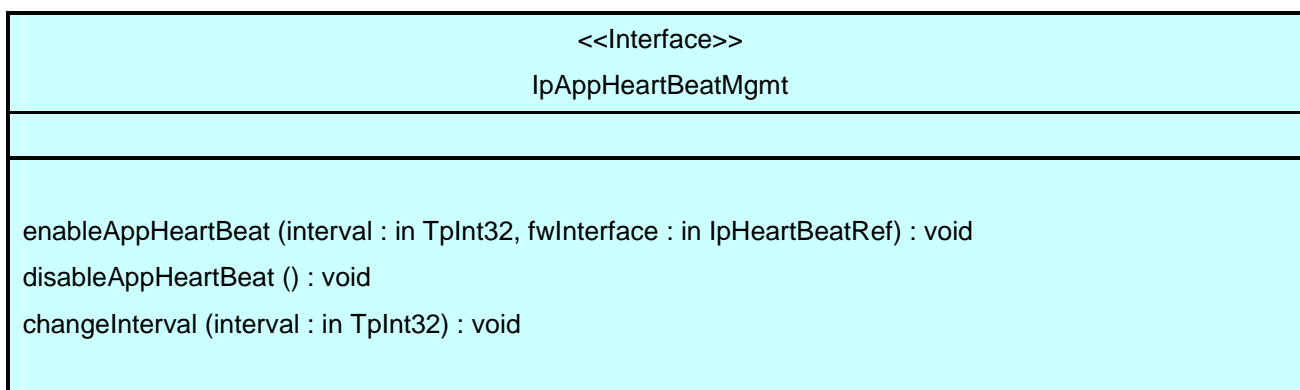 <<Interface>>
IpAppHeartBeatMgmt
enableAppHeartBeat (interval : in TpInt32, fwInterface : in IpHeartBeatRef) : void
disableAppHeartBeat () : void
changeInterval (interval : in TpInt32) : void